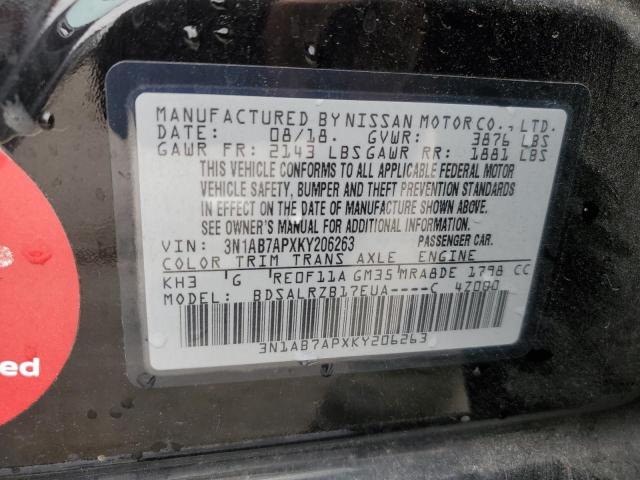 MANUFACTURED BY NISSAN MOTOR CO., LTD.
DATE: 08/18. GVWR: 3876 LBS
GAWR FR: 2143 LBS GAWR RR: 1881 LBS
THIS VEHICLE CONFORMS TO ALL APPLICABLE FEDERAL MOTOR
VEHICLE SAFETY, BUMPER AND THEFT PREVENTION STANDARDS
IN EFFECT ON THE DATE OF MANUFACTURE SHOWN ABOVE.
SEE OWNER'S MANUAL FOR ADDITIONAL INFORMATION.
VIN: 3N1AB7APXKY206263 PASSENGER CAR.
COLOR TRIM TRANS AXLE ENGINE
KH3 G RE0F11A GM35 MRA8DE 1798 CC
MODEL: BDSALRZB17EUA----C 4Z000
3N1AB7APXKY206263
ed